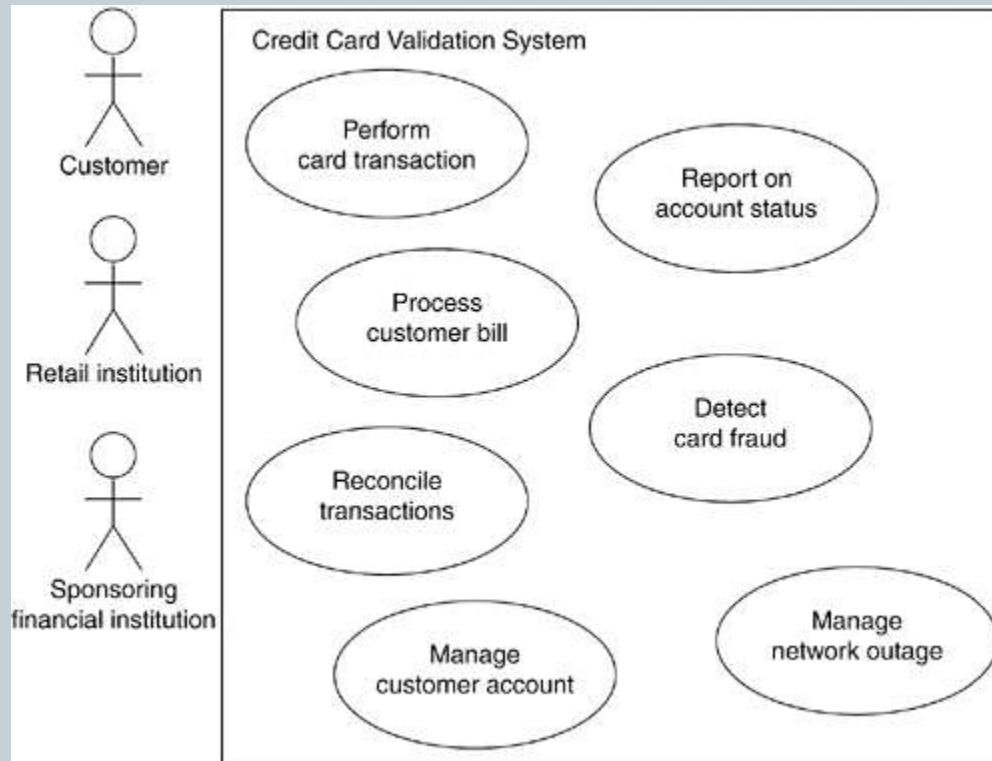 Credit Card Validation System
Customer
Perform
card transaction
Report on
account status
Retail institution
Process
customer bill
Detect
card fraud
Sponsoring
financial institution
Reconcile
transactions
Manage
customer account
Manage
network outage